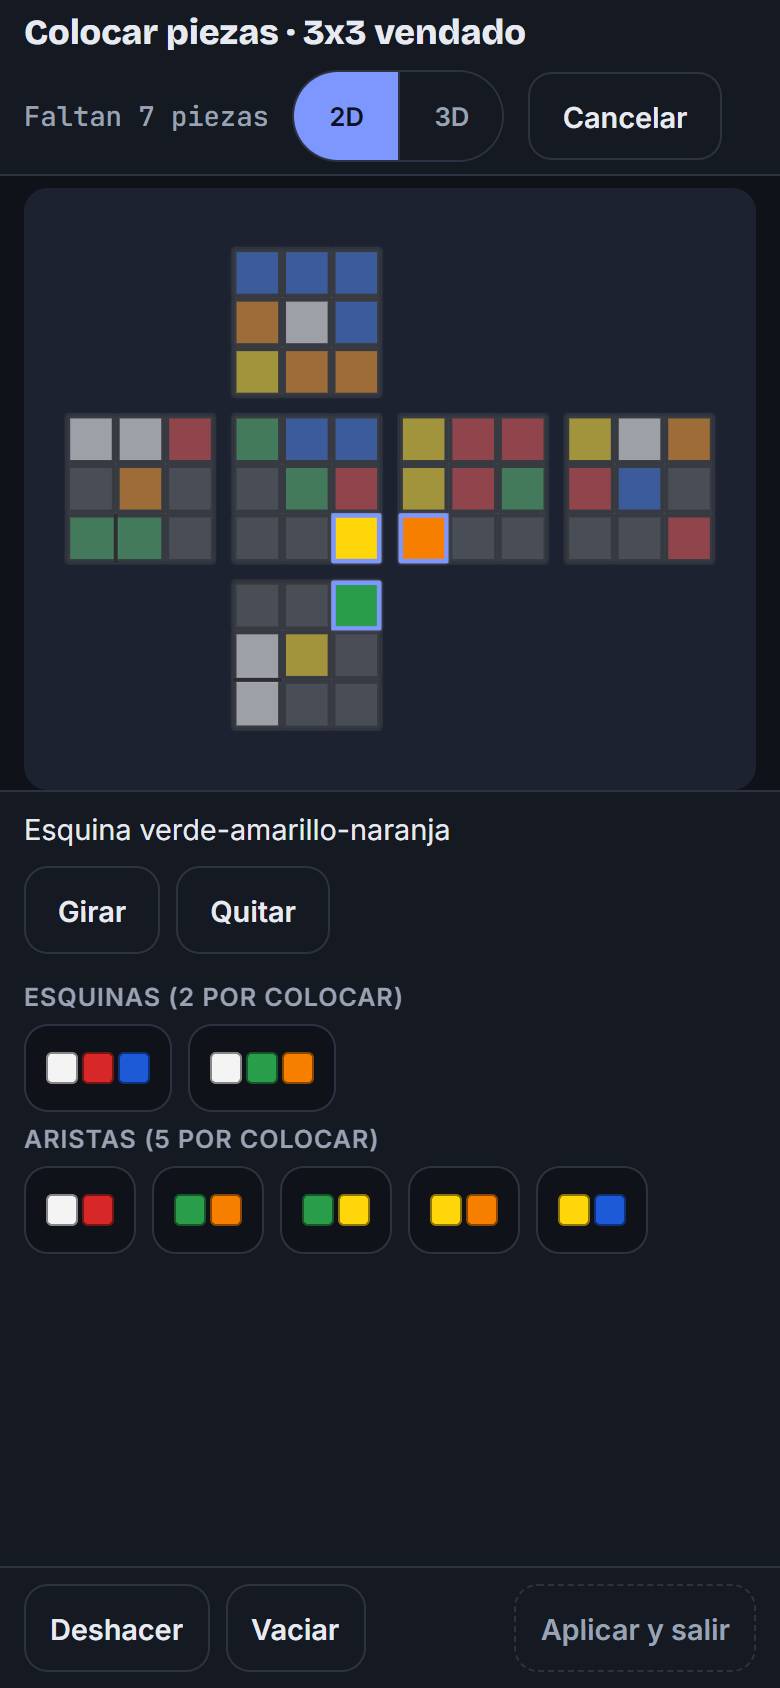 Colocar piezas · 3x3 vendado
Faltan 7 piezas
2D
3D
Cancelar
Esquina verde-amarillo-naranja
Girar
Quitar
ESQUINAS (2 POR COLOCAR)
ARISTAS (5 POR COLOCAR)
Deshacer
Vaciar
Aplicar y salir